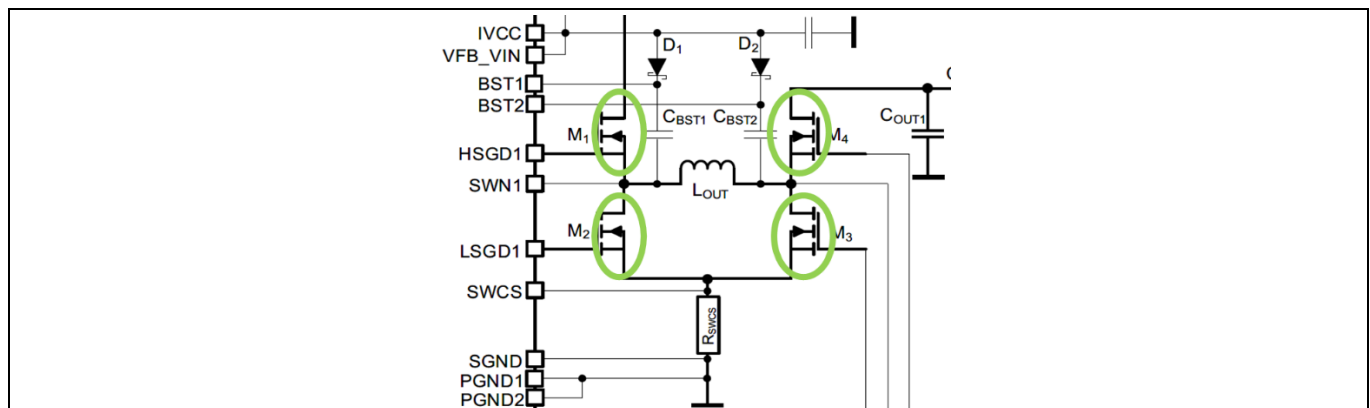 IVCC
VFB_VIN
D1 D2
BST1
BST2
CBST1 CBST2 COUT1
M1 M4
HSGD1
SWN1
LOUT
M2 M3
LSGD1
SWCS
RSWCS
SGND
PGND1
PGND2